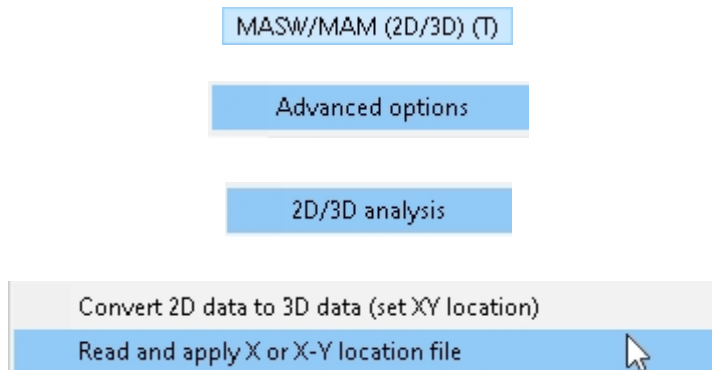 MASW/MAM (2D/3D) (T)
Advanced options
2D/3D analysis
Convert 2D data to 3D data (set XY location)
Read and apply X or X-Y location file